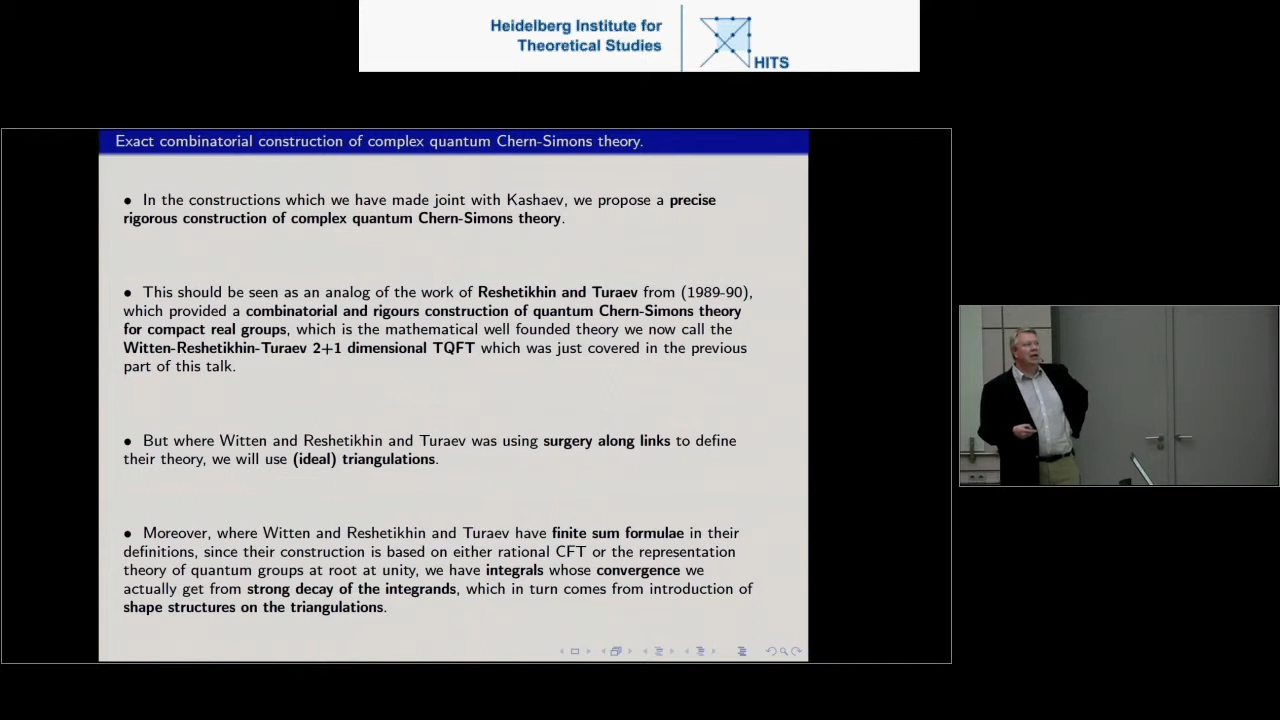 Heidelberg Institute for
Theoretical Studies
HITS
Exact combinatorial construction of complex quantum Chern-Simons theory.
• In the constructions which we have made joint with Kashaev, we propose a precise
rigorous construction of complex quantum Chern-Simons theory.
• This should be seen as an analog of the work of Reshetikhin and Turaev from (1989-90),
which provided a combinatorial and rigours construction of quantum Chern-Simons theory
for compact real groups, which is the mathematical well founded theory we now call the
Witten-Reshetikhin-Turaev 2+1 dimensional TQFT which was just covered in the previous
part of this talk.
• But where Witten and Reshetikhin and Turaev was using surgery along links to define
their theory, we will use (ideal) triangulations.
• Moreover, where Witten and Reshetikhin and Turaev have finite sum formulae in their
definitions, since their construction is based on either rational CFT or the representation
theory of quantum groups at root at unity, we have integrals whose convergence we
actually get from strong decay of the integrands, which in turn comes from introduction of
shape structures on the triangulations.